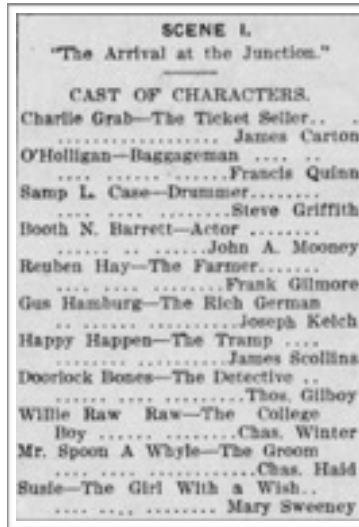 SCENE I.
"The Arrival at the Junction."
CAST OF CHARACTERS.
Charlie Grab—The Ticket Seller.. .
.................. James Carton
O'Holligan—Baggageman .... ..
.... ...... ......Francis Quinn
Samp L. Case—Drummer........
.... .... ........Steve Griffith
Booth N. Barrett—Actor ........
....... .. ......John A. Mooney
Reuben Hay—The Farmer.......
.... .... ........Frank Gilmore
Gus Hamburg—The Rich German
.. ...... ..........Joseph Kelch
Happy Happen—The Tramp ....
........ ..........James Scollins
Doorlock Bones—The Detective ..
...... .... ..........Thos. Gilboy
Willie Raw Raw—The College
Boy ...... ..........Chas. Winter
Mr. Spoon A Whyle—The Groom
.... .... ............Chas. Haid
Susie—The Girl With a Wish..
.... .... ........ Mary Sweeney